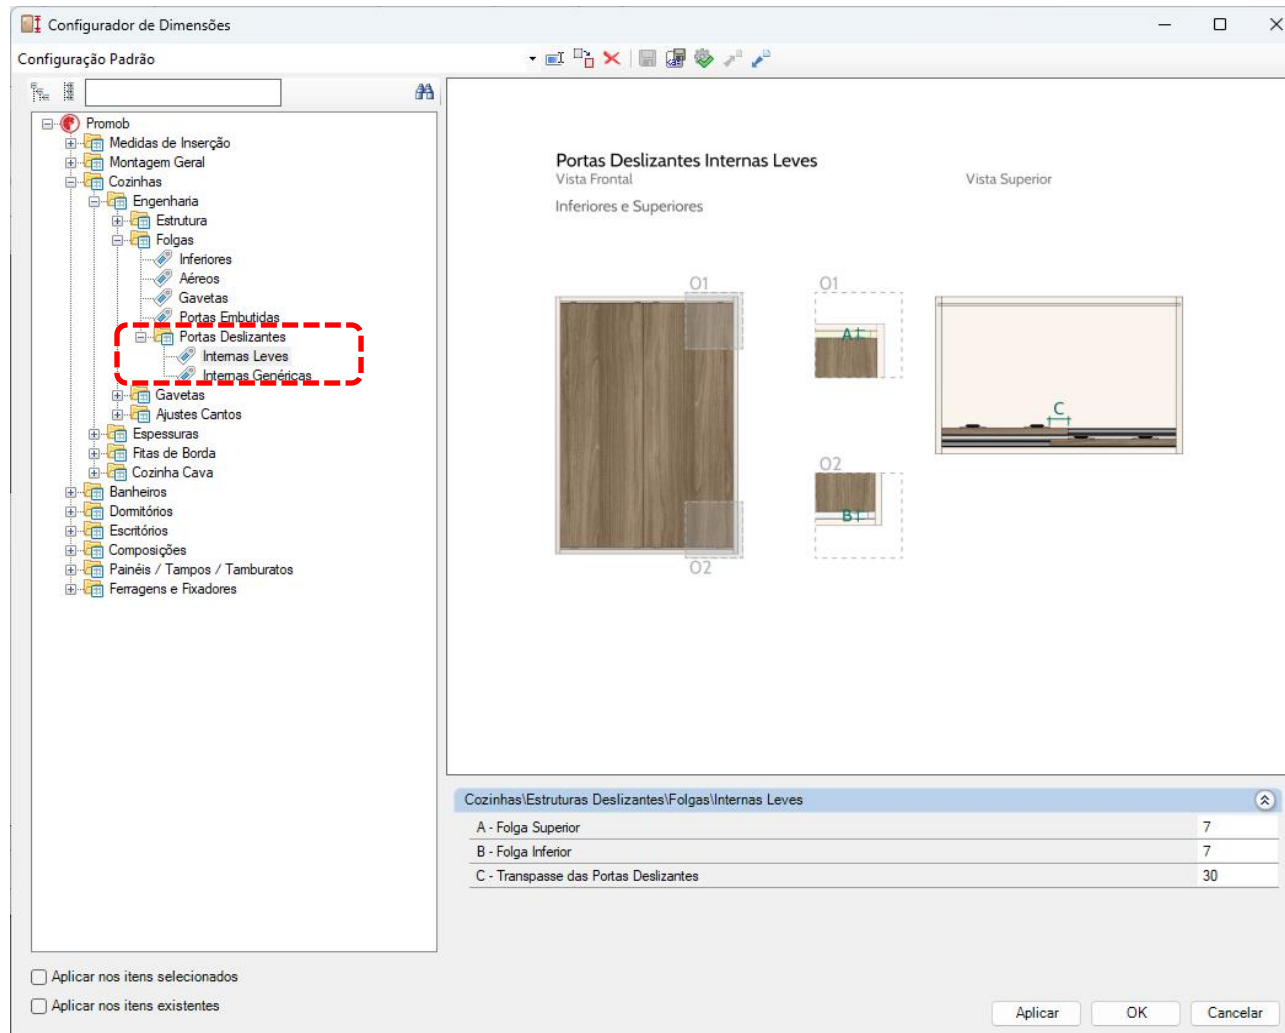 Configurador de Dimensões
Configuração Padrão
Promob
Medidas de Inserção
Montagem Geral
Cozinhas
Engenharia
Estrutura
Folgas
Inferiores
Aéreos
Gavetas
Portas Embutidas
Portas Deslizantes
Internas Leves
Internas Genéricas
Gavetas
Ajustes Cantos
Espessuras
Fitas de Borda
Cozinha Cava
Banheiros
Dormitórios
Escritórios
Composições
Painéis / Tampos / Tamburatos
Ferragens e Fixadores
Aplicar nos itens selecionados
Aplicar nos itens existentes
Portas Deslizantes Internas Leves
Vista Frontal
Vista Superior
Inferiores e Superiores
01
01
A
C
02
B
02
Cozinhas\Estruturas Deslizantes\Folgas\Internas Leves
A - Folga Superior 7
B - Folga Inferior 7
C - Transpasse das Portas Deslizantes 30
Aplicar OK Cancelar